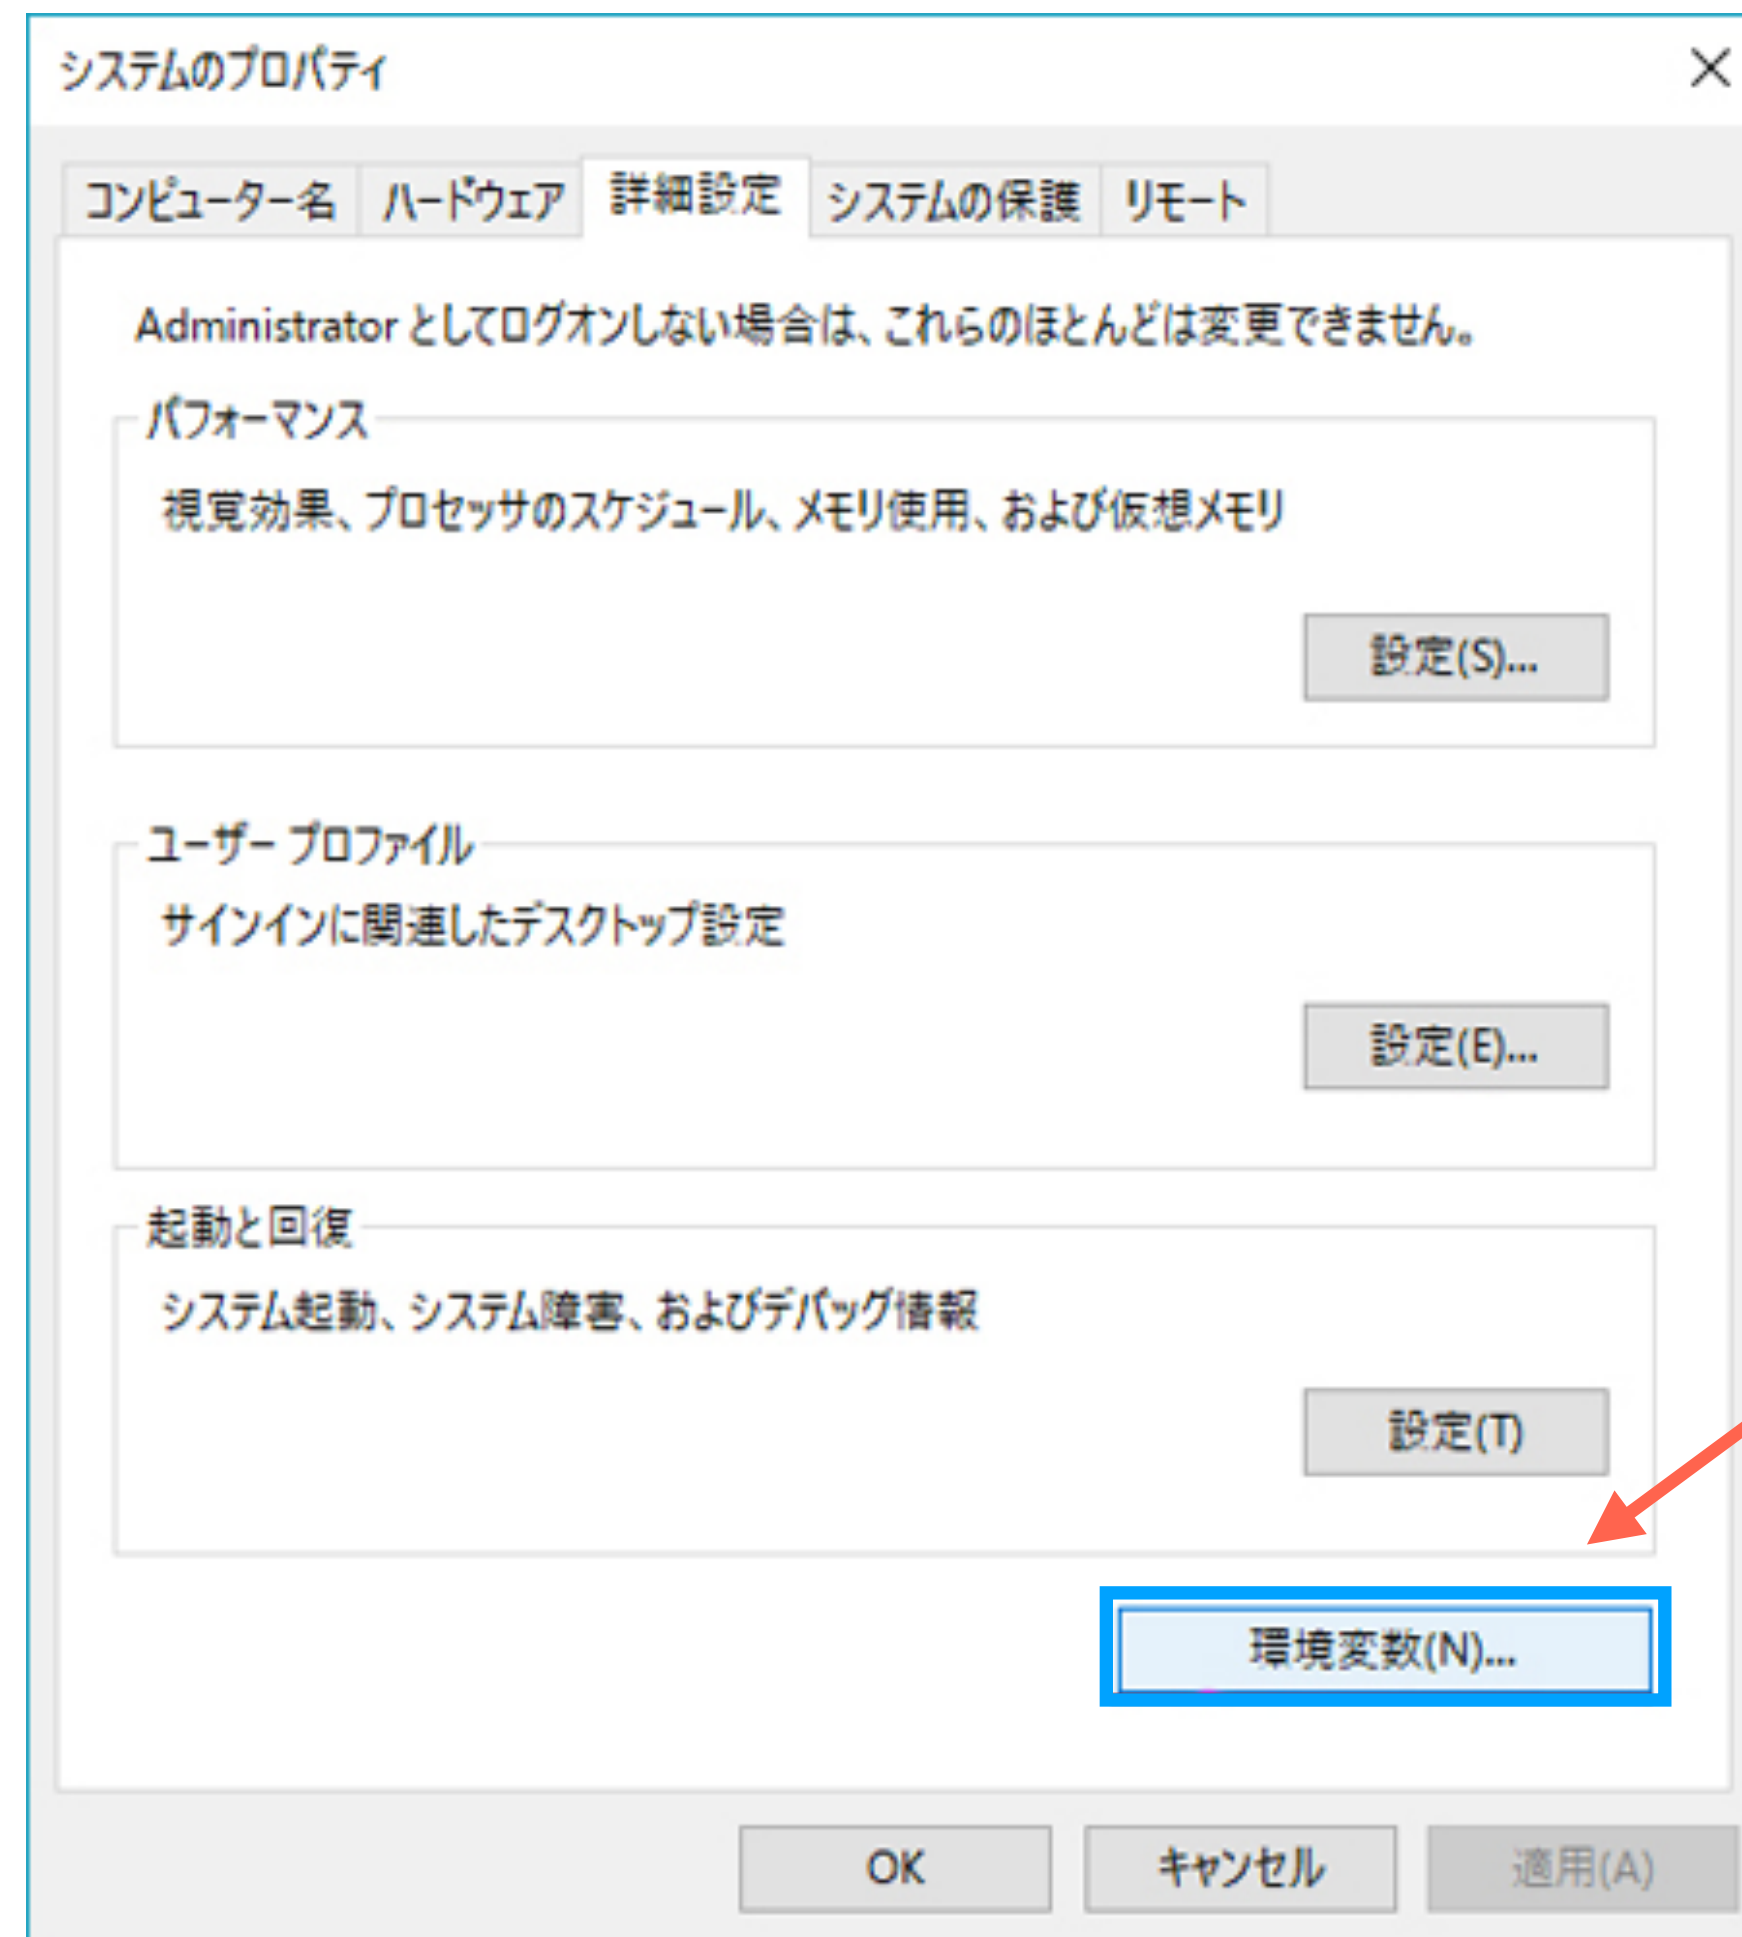 システムのプロパティ
コンピューター名 ハードウェア 詳細設定 システムの保護 リモート
Administrator としてログオンしない場合は、これらのほとんどは変更できません。
パフォーマンス
視覚効果、プロセッサのスケジュール、メモリ使用、および仮想メモリ
設定(S)...
ユーザー プロファイル
サインインに関連したデスクトップ設定
設定(E)...
起動と回復
システム起動、システム障害、およびデバッグ情報
設定(T)
環境変数(N)...
OK キャンセル 適用(A)